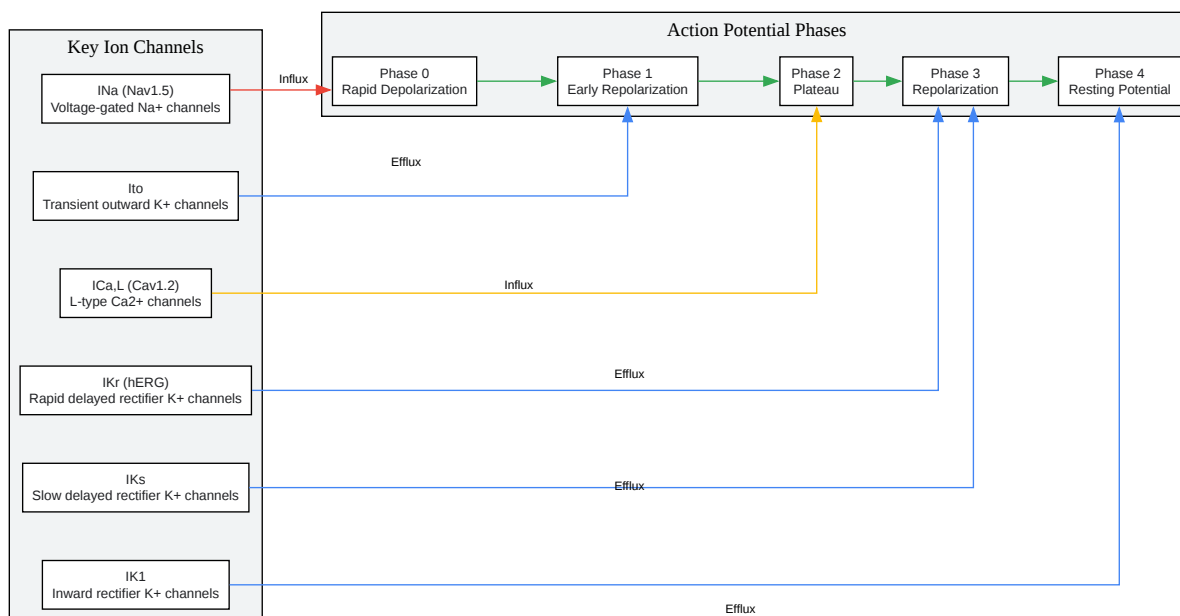 Key Ion Channels
INa (Nav1.5)
Voltage-gated Na+ channels
Ito
Transient outward K+ channels
ICa,L (Cav1.2)
L-type Ca2+ channels
IKr (hERG)
Rapid delayed rectifier K+ channels
IKs
Slow delayed rectifier K+ channels
IK1
Inward rectifier K+ channels
Action Potential Phases
Phase 0
Rapid Depolarization
Phase 1
Early Repolarization
Phase 2
Plateau
Phase 3
Repolarization
Phase 4
Resting Potential
Influx
Efflux
Influx
Efflux
Efflux
Efflux